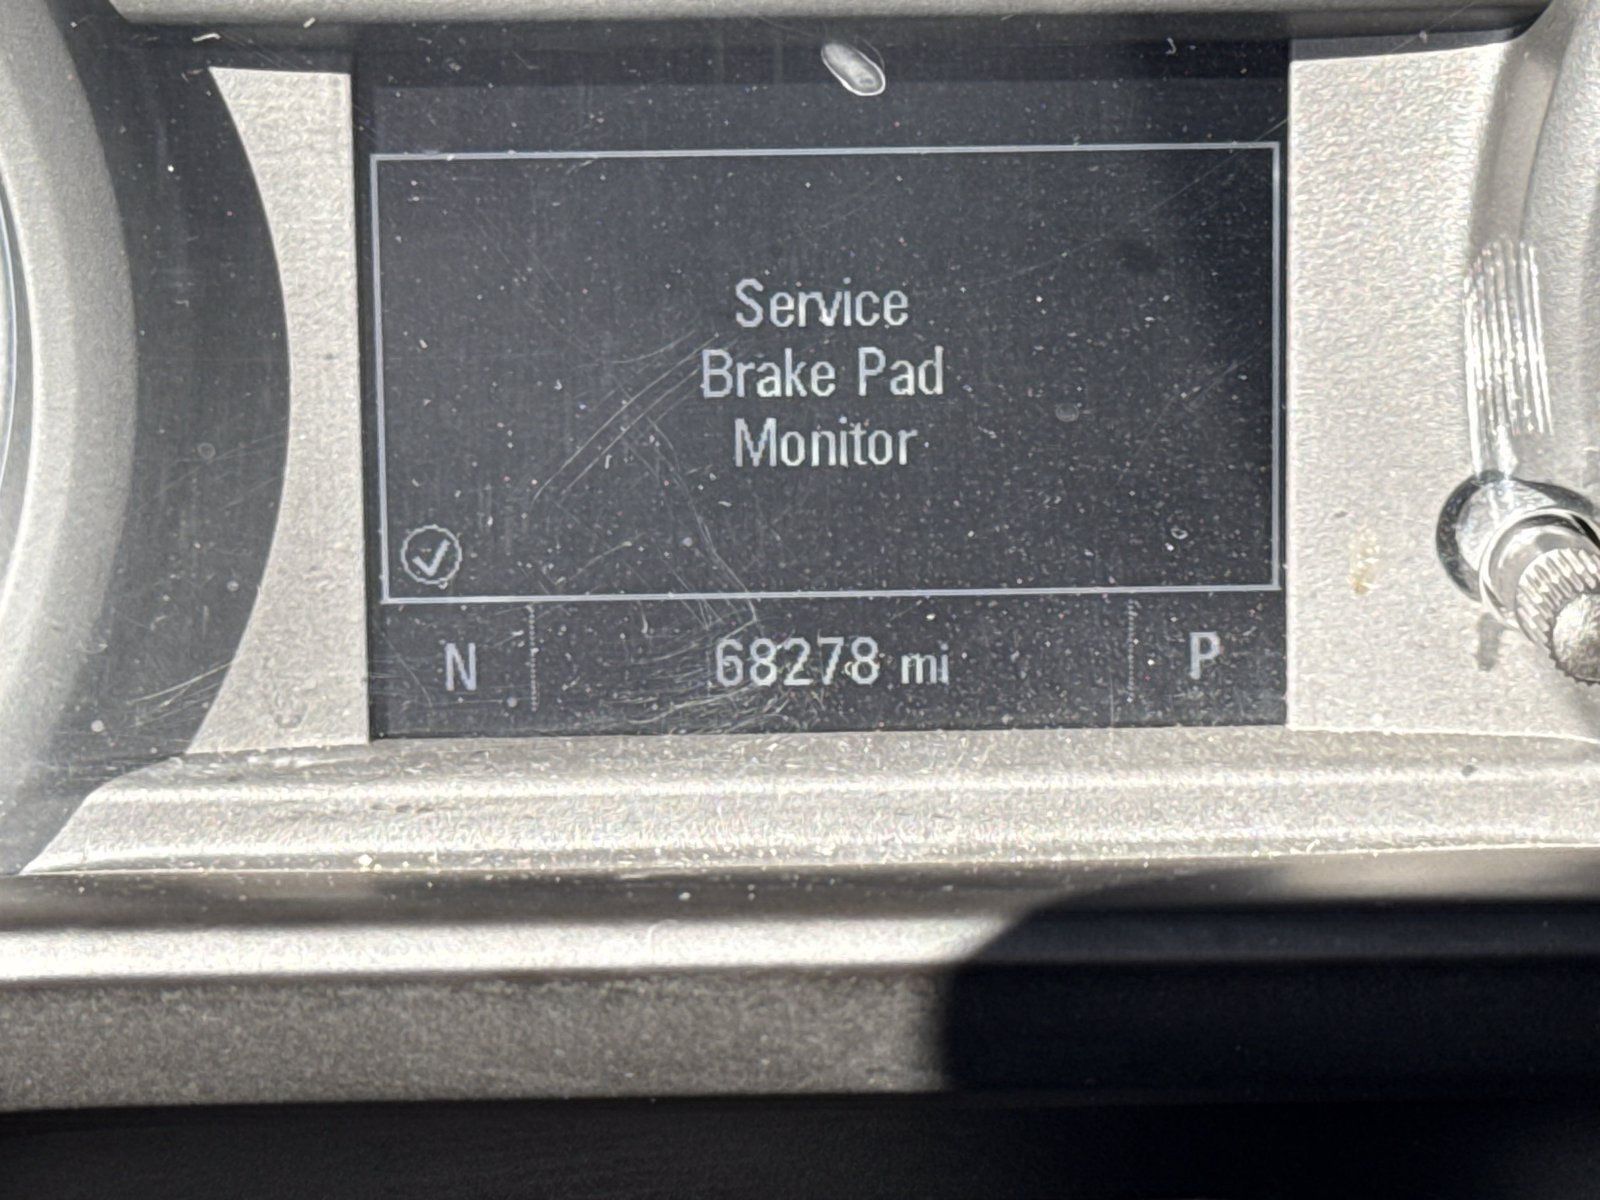 Service
Brake Pad
Monitor
N 68278 mi P